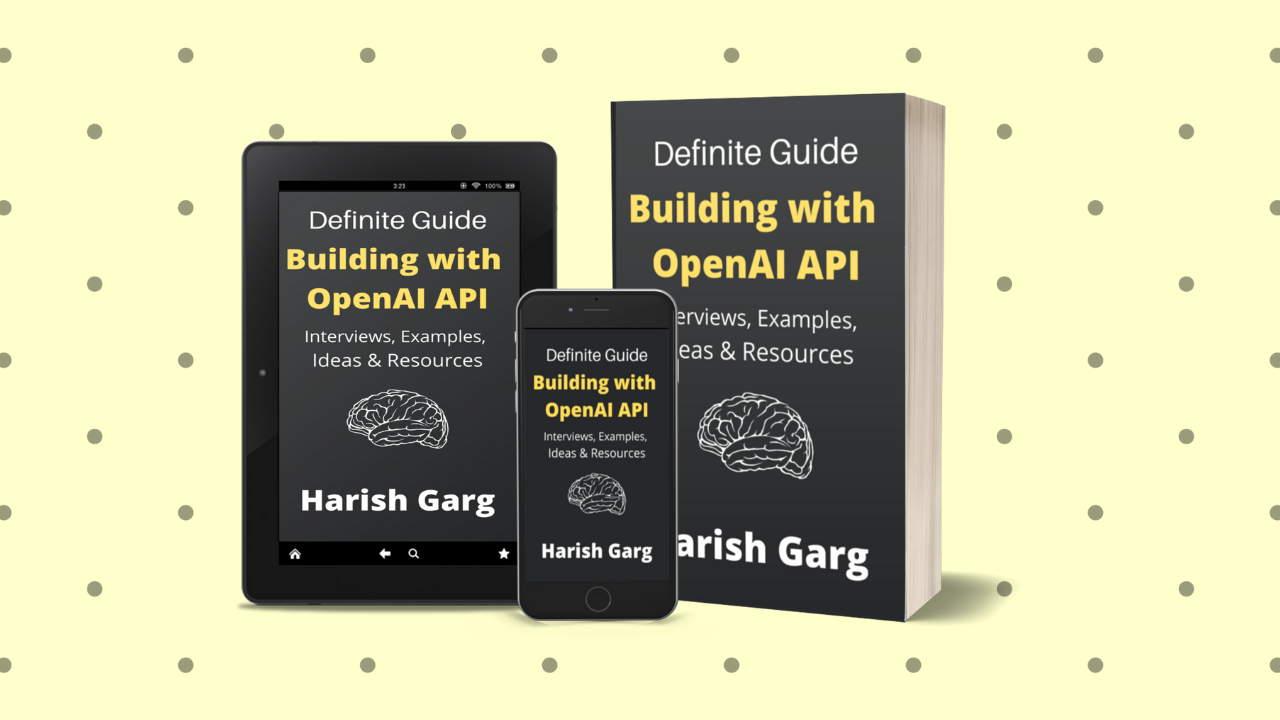 3:23 100%
Definite Guide
Building with
OpenAI API
Interviews, Examples,
Ideas & Resources
Harish Garg
Definite Guide
Building with
OpenAI API
Interviews, Examples,
Ideas & Resources
Harish Garg
Definite Guide
Building with
OpenAI API
erviews, Examples,
eas & Resources
arish Garg